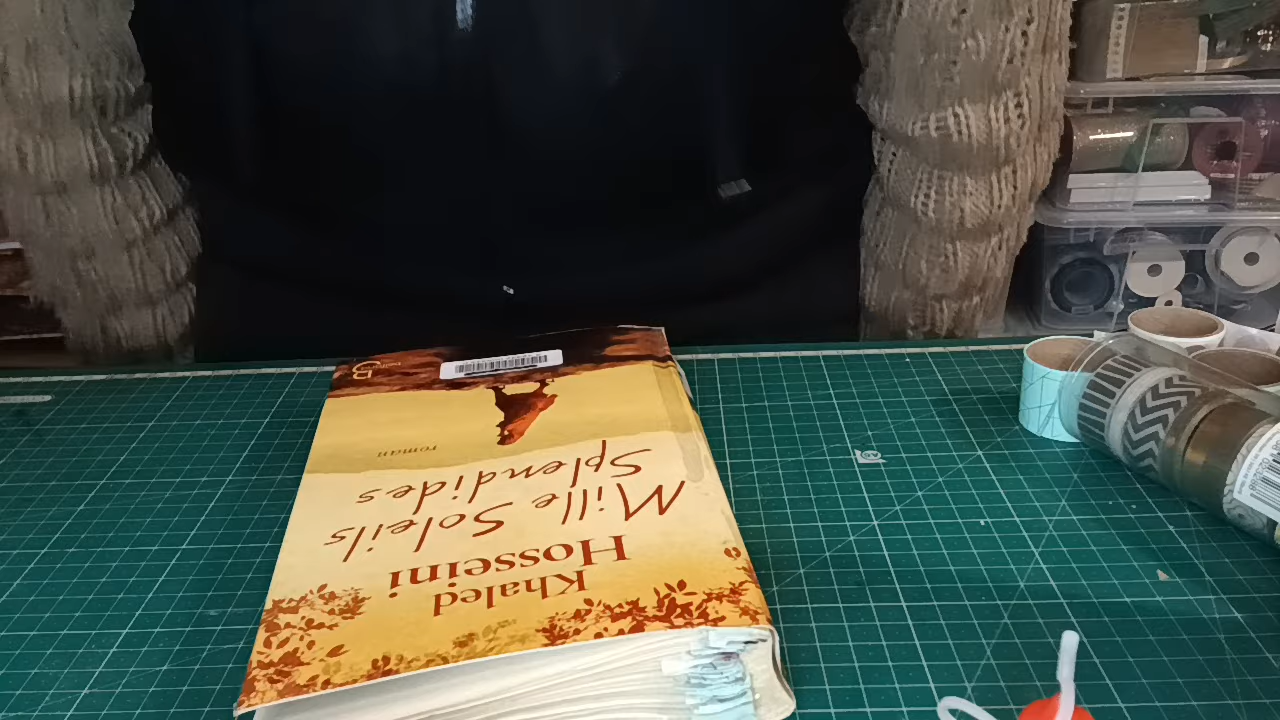 Khaled
Hosseini
Mille Soleils
Splendides
roman